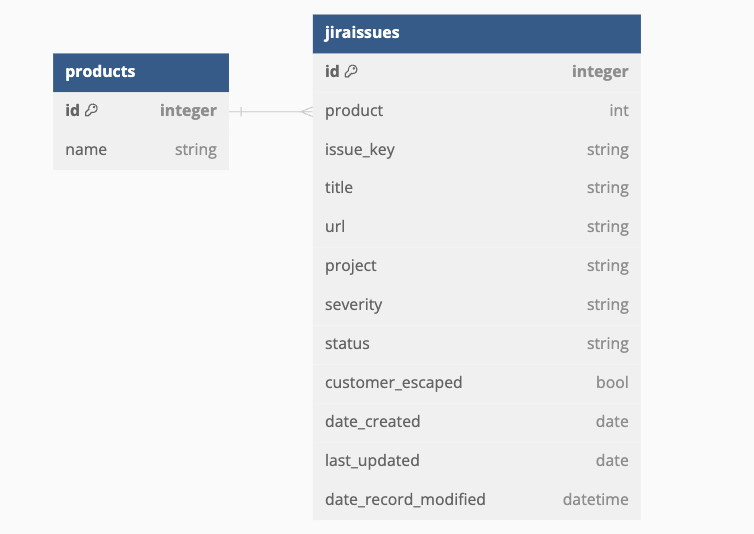 products
id integer
name string
jiraissues
id integer
product int
issue_key string
title string
url string
project string
severity string
status string
customer_escaped bool
date_created date
last_updated date
date_record_modified datetime